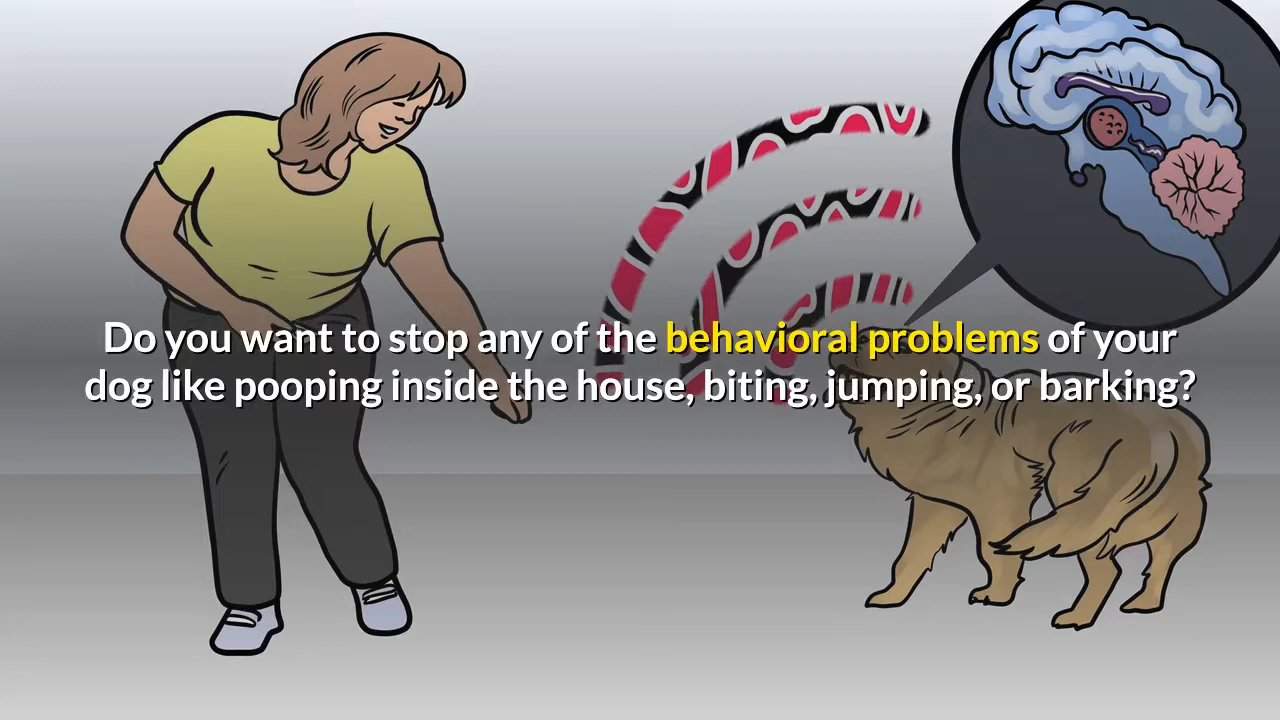 Do you want to stop any of the behavioral problems of your
dog like pooping inside the house, biting, jumping, or barking?